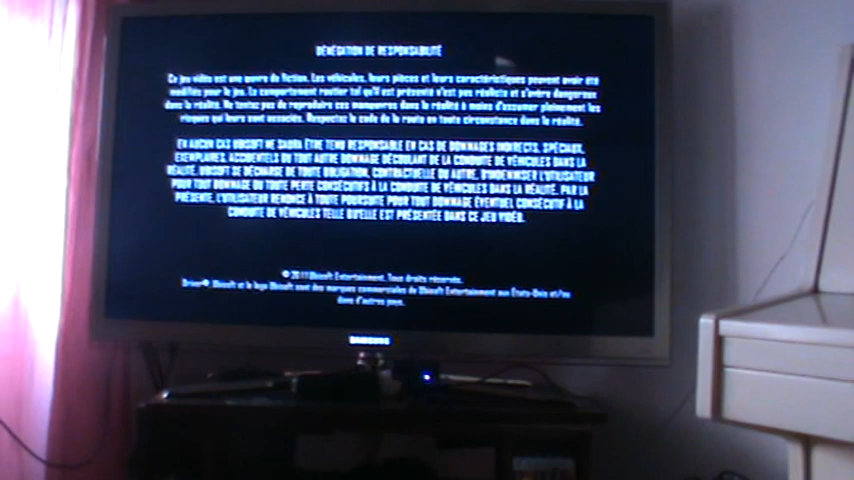 DÉNÉGATION DE RESPONSABILITÉ
Ce jeu vidéo est une œuvre de fiction. Les véhicules, leurs pièces et leurs caractéristiques peuvent avoir été
modifiés pour le jeu. Le comportement routier tel qu'il est présenté n'est pas réaliste et s'avère dangereux
dans la réalité. Ne tentez pas de reproduire ces manœuvres dans la réalité à moins d'assumer pleinement les
risques qui leurs sont associés. Respectez le code de la route en toute circonstance dans la réalité.
EN AUCUN CAS UBISOFT NE SAURA ÊTRE TENU RESPONSABLE EN CAS DE DOMMAGES INDIRECTS, SPÉCIAUX,
EXEMPLAIRES, ACCIDENTELS OU TOUT AUTRE DOMMAGE DÉCOULANT DE LA CONDUITE DE VÉHICULES DANS LA
RÉALITÉ. UBISOFT SE DÉCHARGE DE TOUTE OBLIGATION, CONTRACTUELLE OU AUTRE, D'INDEMNISER L'UTILISATEUR
POUR TOUT DOMMAGE OU TOUTE PERTE CONSÉCUTIFS À LA CONDUITE DE VÉHICULES DANS LA RÉALITÉ. PAR LA
PRÉSENTE, L'UTILISATEUR RENONCE À TOUTE POURSUITE POUR TOUT DOMMAGE ÉVENTUEL CONSÉCUTIF À LA
CONDUITE DE VÉHICULES TELLE QU'ELLE EST PRÉSENTÉE DANS CE JEU VIDÉO.
© 2011 Ubisoft Entertainment. Tous droits réservés.
Driver®, Ubisoft et le logo Ubisoft sont des marques commerciales de Ubisoft Entertainment aux États-Unis et/ou
dans d'autres pays.
SAMSUNG